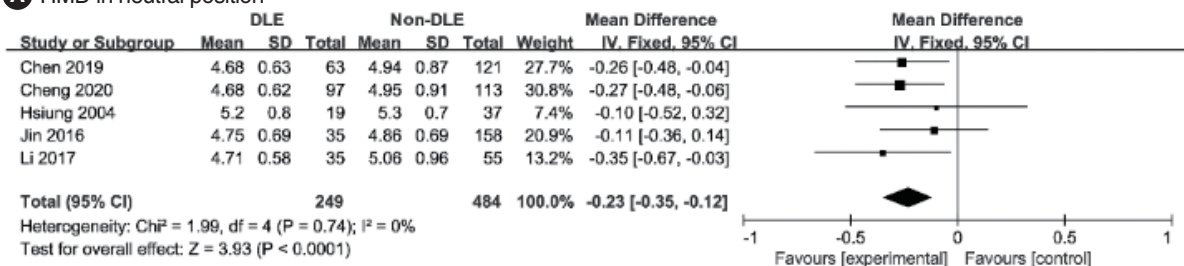 A HMD in neutral position
DLE Non-DLE Mean Difference Mean Difference
Study or Subgroup Mean SD Total Mean SD Total Weight IV, Fixed, 95% CI IV, Fixed, 95% CI
Chen 2019 4.68 0.63 63 4.94 0.87 121 27.7% -0.26 [-0.48, -0.04]
Cheng 2020 4.68 0.62 97 4.95 0.91 113 30.8% -0.27 [-0.48, -0.06]
Hsiung 2004 5.2 0.8 19 5.3 0.7 37 7.4% -0.10 [-0.52, 0.32]
Jin 2016 4.75 0.69 35 4.86 0.69 158 20.9% -0.11 [-0.36, 0.14]
Li 2017 4.71 0.58 35 5.06 0.96 55 13.2% -0.35 [-0.67, -0.03]
Total (95% CI) 249 484 100.0% -0.23 [-0.35, -0.12]
Heterogeneity: Chi² = 1.99, df = 4 (P = 0.74); I² = 0%
Test for overall effect: Z = 3.93 (P < 0.0001)
-1 -0.5 0 0.5 1
Favours [experimental] Favours [control]